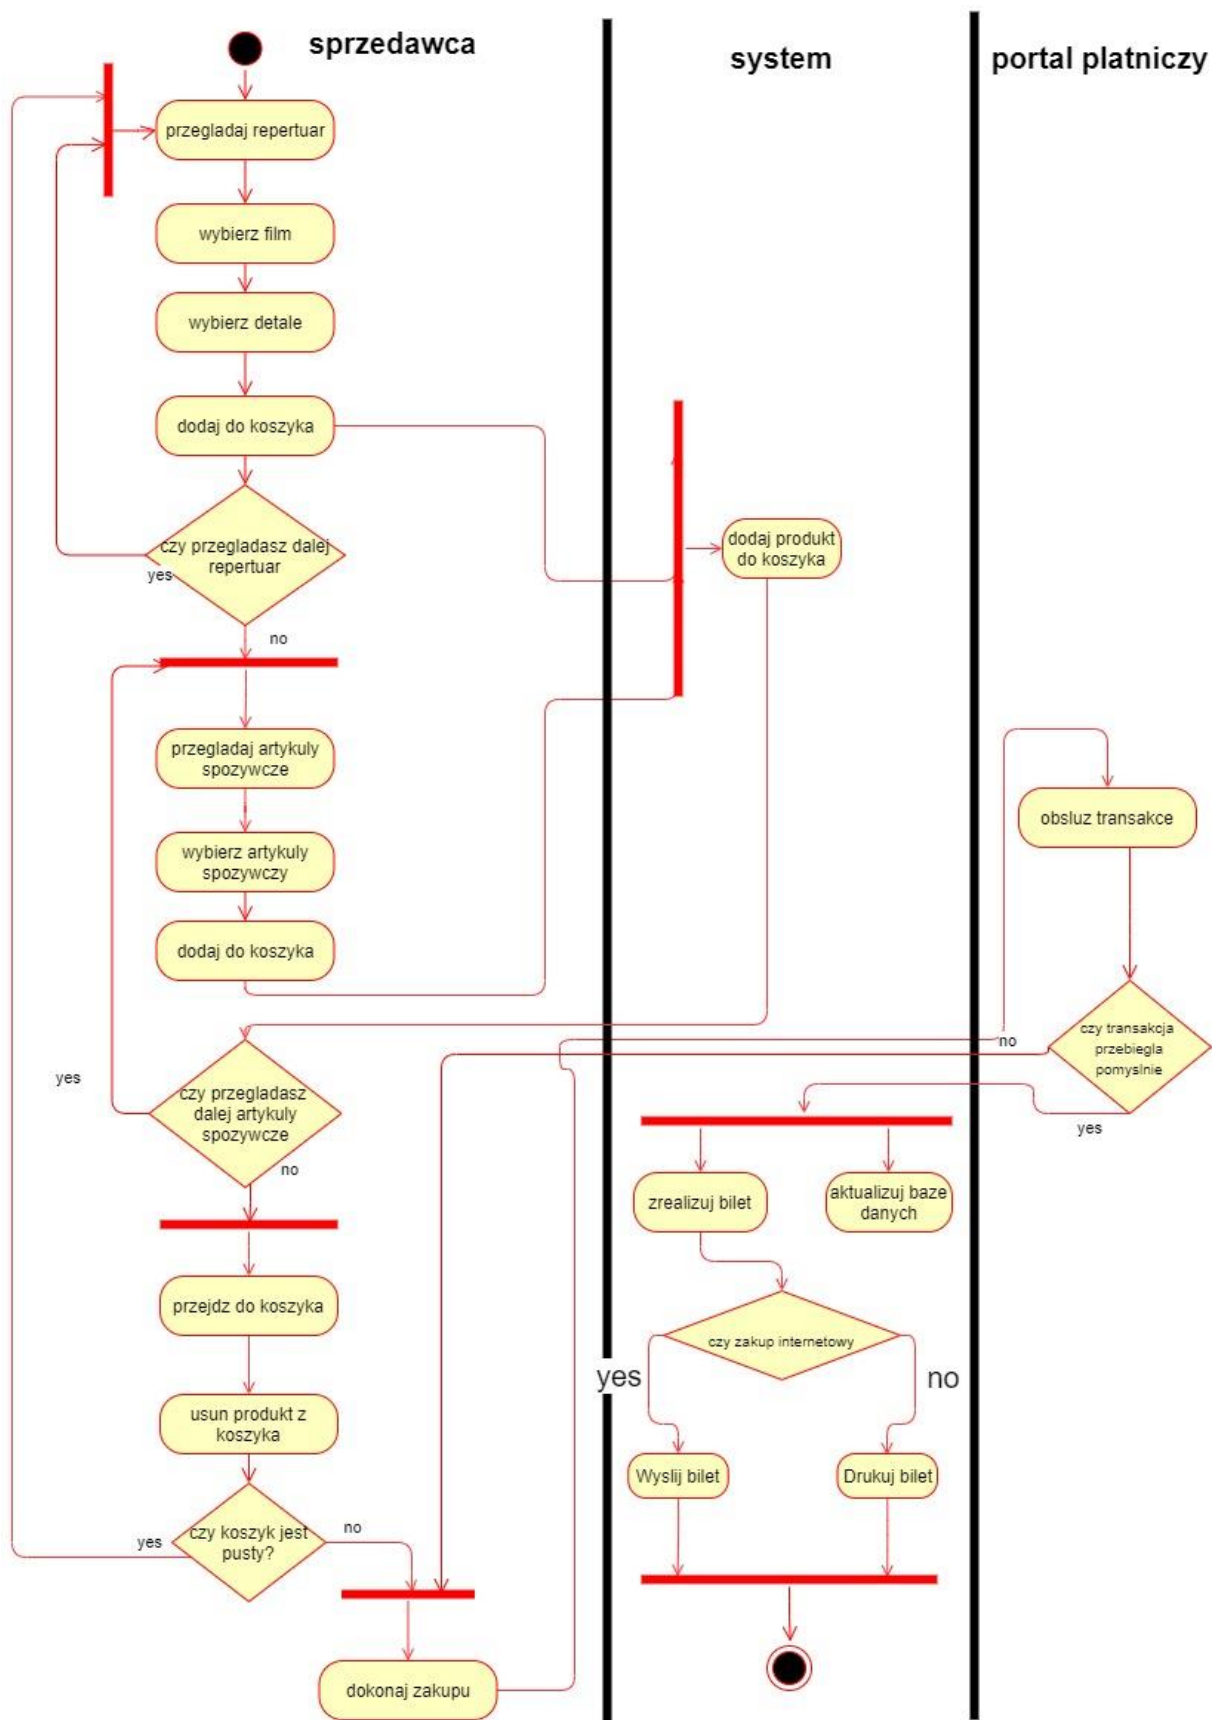 sprzedawca
system
portal platniczy
przegladaj repertuar
wybierz film
wybierz detale
dodaj do koszyka
czy przegladasz dalej
repertuar
yes
no
dodaj produkt
do koszyka
przegladaj artykuly
spozywcze
wybierz artykuly
spozywczy
dodaj do koszyka
obsluz transakce
czy transakcja
przebiegla
pomyslnie
no
yes
czy przegladasz
dalej artykuly
spozywcze
yes
no
zrealizuj bilet
aktualizuj baze
danych
przejdz do koszyka
czy zakup internetowy
yes
no
usun produkt z
koszyka
Wyslij bilet
Drukuj bilet
czy koszyk jest
pusty?
yes
no
dokonaj zakupu